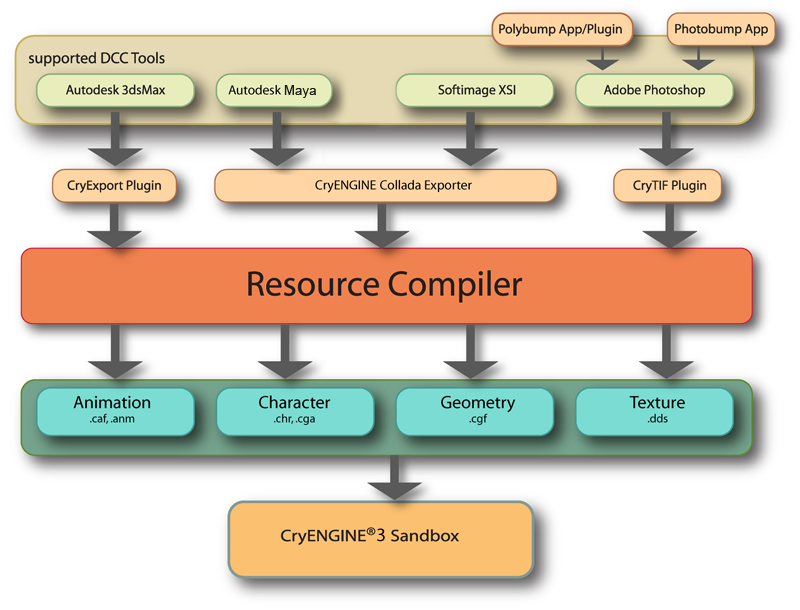 Polybump App/Plugin
Photobump App
supported DCC Tools
Autodesk 3dsMax
Autodesk Maya
Softimage XSI
Adobe Photoshop
CryExport Plugin
CryENGINE Collada Exporter
CryTIF Plugin
Resource Compiler
Animation
.caf, .anm
Character
.chr, .cga
Geometry
.cgf
Texture
.dds
CryENGINE®3 Sandbox